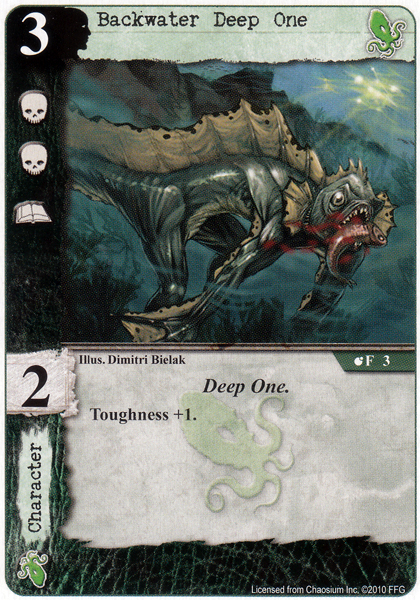 3
Backwater Deep One
Illus. Dimitri Bielak
F 3
2
Deep One.
Toughness +1.
Character
Licensed from Chaosium Inc. ©2010 FFG